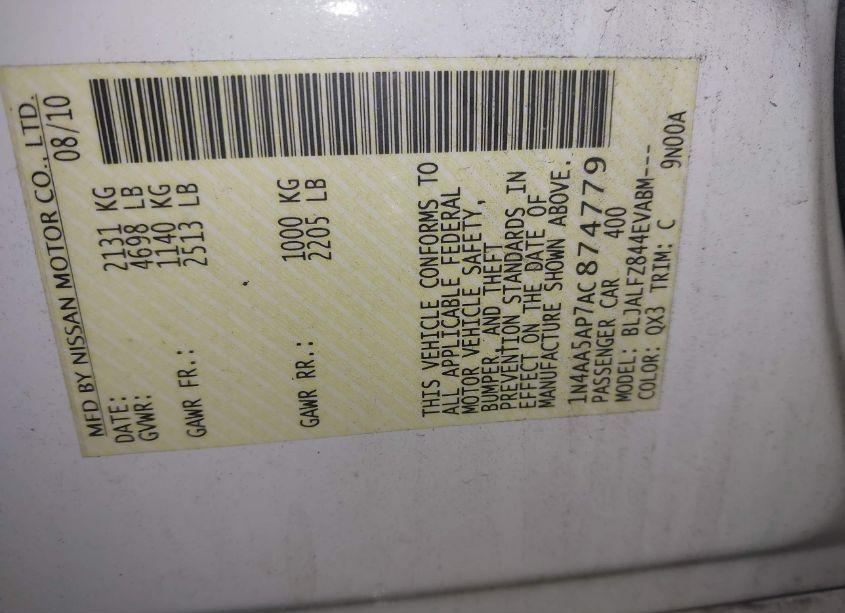 MFD BY NISSAN MOTOR CO., LTD.
DATE: 08/10
GVWR: 2131 KG
4698 LB
GAWR FR.: 1140 KG
2513 LB
GAWR RR.: 1000 KG
2205 LB
THIS VEHICLE CONFORMS TO
ALL APPLICABLE FEDERAL
MOTOR VEHICLE SAFETY,
BUMPER AND THEFT
PREVENTION STANDARDS IN
EFFECT ON THE DATE OF
MANUFACTURE SHOWN ABOVE.
1N4AA5AP7AC874779
PASSENGER CAR 400
MODEL: BLJALFZ844EVABM---
COLOR: QX3 TRIM: C 9N00A